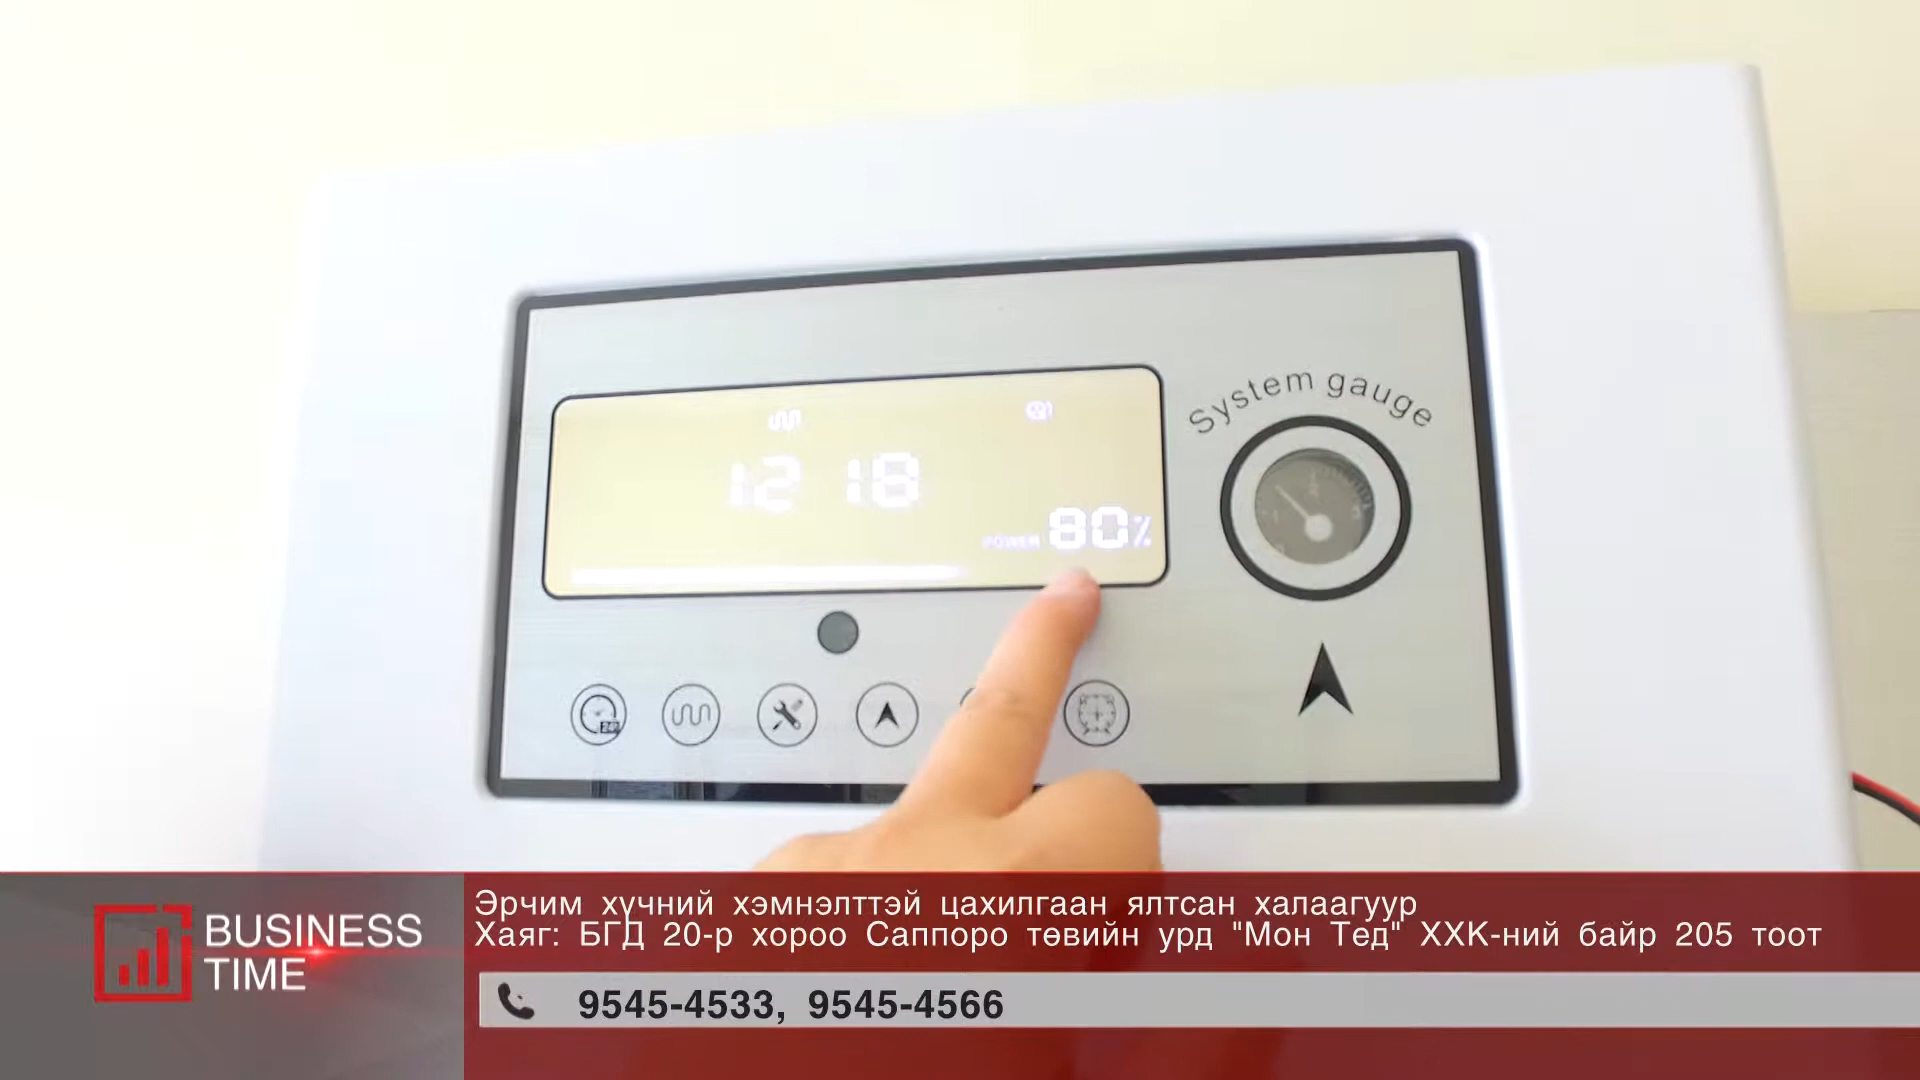 System gauge
12 18
POWER 80%
BUSINESS
TIME
Эрчим хүчний хэмнэлттэй цахилгаан ялтсан халаагуур
Хаяг: БГД 20-р хороо Саппоро төвийн урд "Мон Тед" ХХК-ний байр 205 тоот
9545-4533, 9545-4566